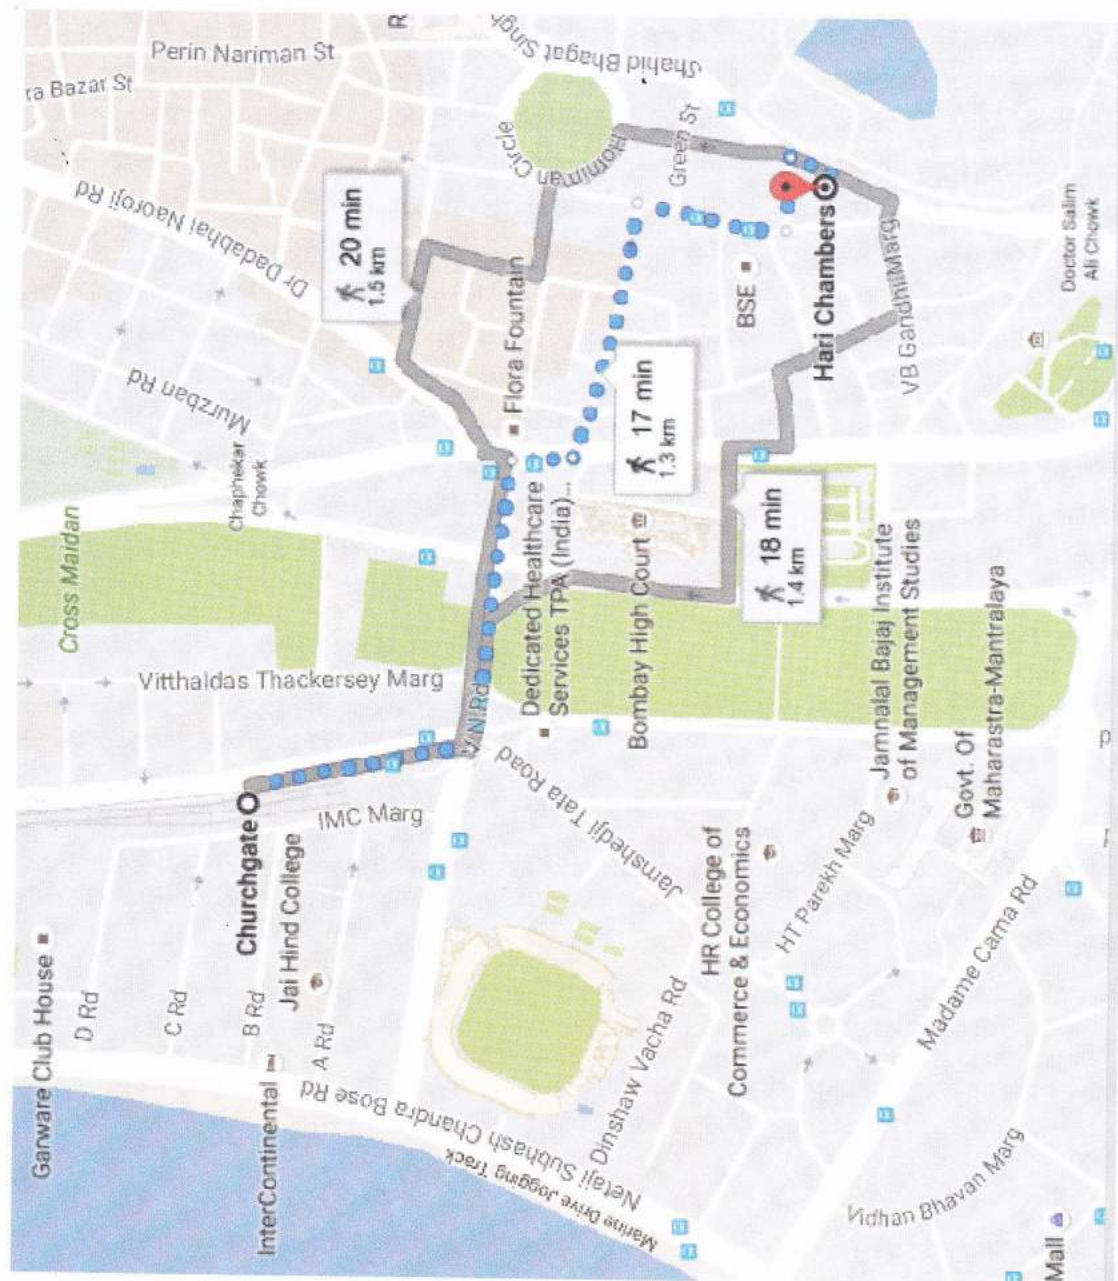 Garware Club House
D Rd
C Rd
B Rd
InterContinental
A Rd
Jai Hind College
Churchgate
IMC Marg
Netaji Subhash Chandra Bose Rd
Marine Drive Jogging Track
Dinshaw Vacha Rd
Jamshedji Tata Road
HR College of
Commerce & Economics
HT Parekh Marg
Madame Cama Rd
Vidhan Bhavan Marg
Mall
Govt. Of
Maharastra-Mantralaya
Jamnalal Bajaj Institute
of Management Studies
Bombay High Court
Dedicated Healthcare
Services TPA (India)...
V N Rd
Vitthaldas Thackersey Marg
Cross Maidan
Chaphekar
Chowk
Murzban Rd
Dr Dadabhai Naoroji Rd
ra Bazar St
Perin Nariman St
R
20 min
1.5 km
Flora Fountain
17 min
1.3 km
18 min
1.4 km
Horniman Circle
Shahid Bhagat Singh
Green St
BSE
Hari Chambers
VB Gandhi Marg
Doctor Salim
Ali Chowk